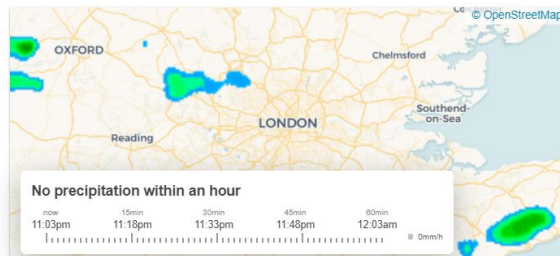 © OpenStreetMap
OXFORD
Chelmsford
LONDON
Southend-
on-Sea
Reading
No precipitation within an hour
now 15min 30min 45min 60min
11:03pm 11:18pm 11:33pm 11:48pm 12:03am
0mm/h